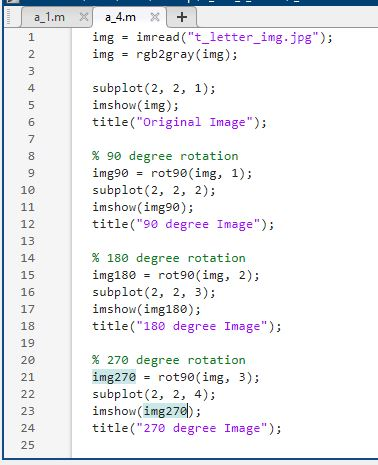 a_1.m × a_4.m × +
1 img = imread("t_letter_img.jpg");
2 img = rgb2gray(img);
3
4 subplot(2, 2, 1);
5 imshow(img);
6 title("Original Image");
7
8 % 90 degree rotation
9 img90 = rot90(img, 1);
10 subplot(2, 2, 2);
11 imshow(img90);
12 title("90 degree Image");
13
14 % 180 degree rotation
15 img180 = rot90(img, 2);
16 subplot(2, 2, 3);
17 imshow(img180);
18 title("180 degree Image");
19
20 % 270 degree rotation
21 img270 = rot90(img, 3);
22 subplot(2, 2, 4);
23 imshow(img270);
24 title("270 degree Image");
25